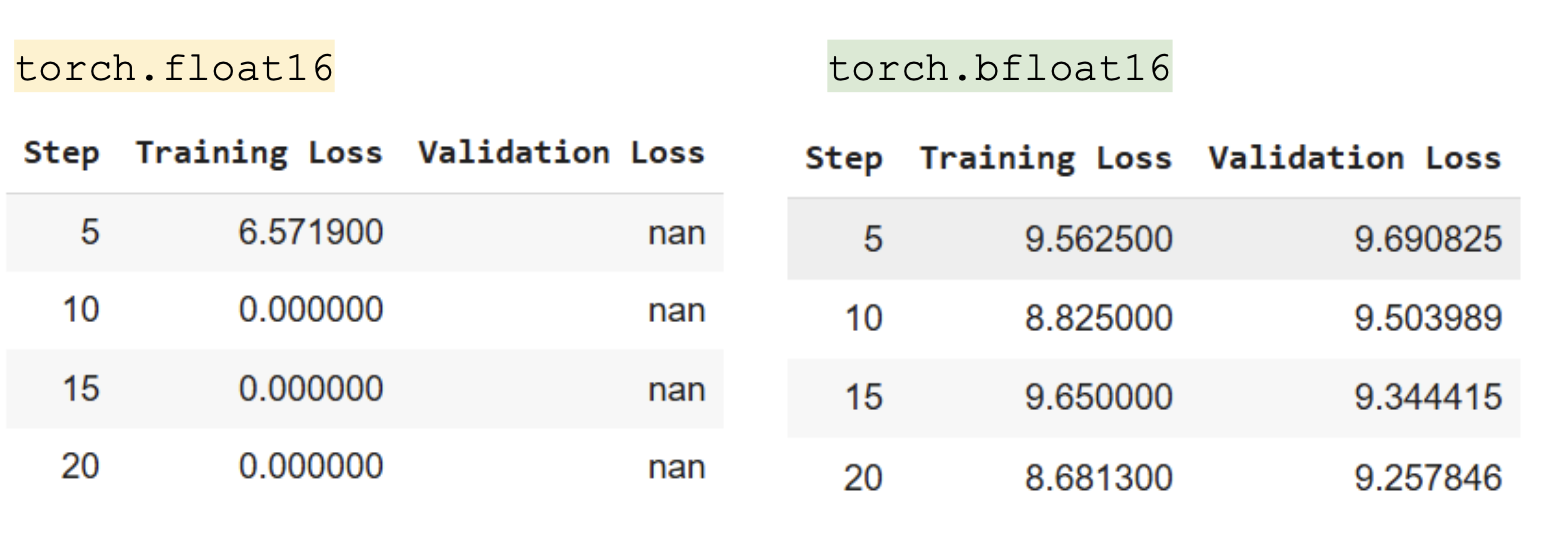 torch.float16
Step Training Loss Validation Loss
5 6.571900 nan
10 0.000000 nan
15 0.000000 nan
20 0.000000 nan
torch.bfloat16
Step Training Loss Validation Loss
5 9.562500 9.690825
10 8.825000 9.503989
15 9.650000 9.344415
20 8.681300 9.257846